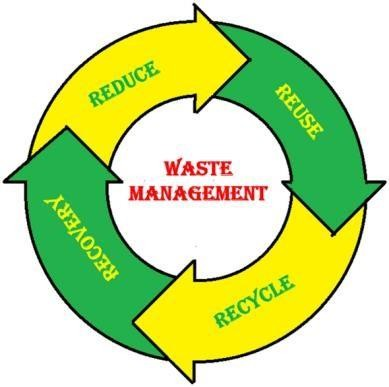 REDUCE
REUSE
WASTE
MANAGEMENT
RECOVERY
RECYCLE